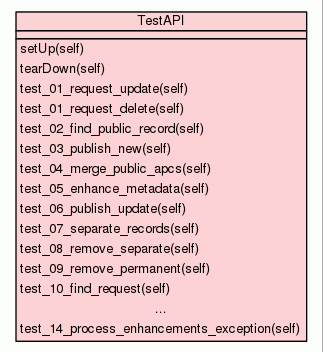 TestAPI
setUp(self)
tearDown(self)
test_01_request_update(self)
test_01_request_delete(self)
test_02_find_public_record(self)
test_03_publish_new(self)
test_04_merge_public_apcs(self)
test_05_enhance_metadata(self)
test_06_publish_update(self)
test_07_separate_records(self)
test_08_remove_separate(self)
test_09_remove_permanent(self)
test_10_find_request(self)
...
test_14_process_enhancements_exception(self)